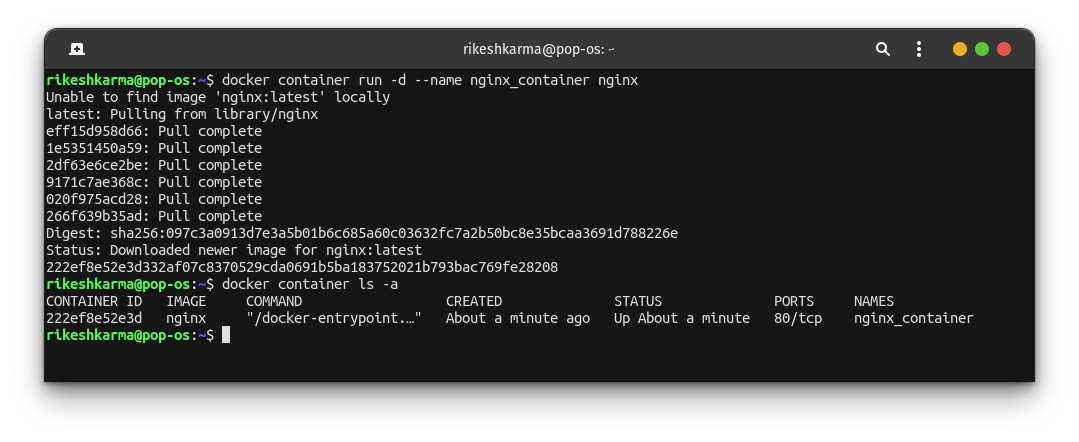 rikeshkarma@pop-os: ~
rikeshkarma@pop-os:~$ docker container run -d --name nginx_container nginx
Unable to find image 'nginx:latest' locally
latest: Pulling from library/nginx
eff15d958d66: Pull complete
1e5351450a59: Pull complete
2df63e6ce2be: Pull complete
9171c7ae368c: Pull complete
020f975acd28: Pull complete
266f639b35ad: Pull complete
Digest: sha256:097c3a0913d7e3a5b01b6c685a60c03632fc7a2b50bc8e35bcaa3691d788226e
Status: Downloaded newer image for nginx:latest
222ef8e52e3d332af07c8370529cda0691b5ba183752021b793bac769fe28208
rikeshkarma@pop-os:~$ docker container ls -a
CONTAINER ID   IMAGE     COMMAND                  CREATED              STATUS              PORTS     NAMES
222ef8e52e3d   nginx     "/docker-entrypoint.…"   About a minute ago   Up About a minute   80/tcp    nginx_container
rikeshkarma@pop-os:~$